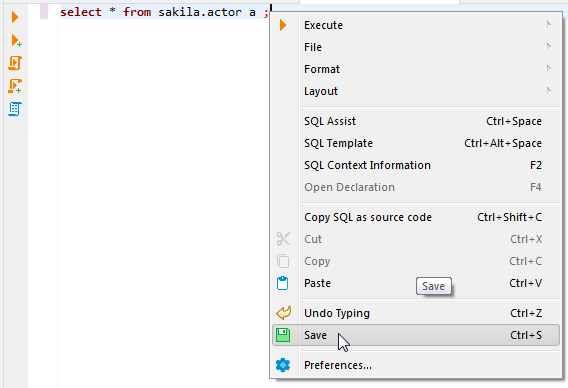 select * from sakila.actor a ;
Execute
File
Format
Layout
SQL Assist Ctrl+Space
SQL Template Ctrl+Alt+Space
SQL Context Information F2
Open Declaration F4
Copy SQL as source code Ctrl+Shift+C
Cut Ctrl+X
Copy Ctrl+C
Paste Ctrl+V
Save
Undo Typing Ctrl+Z
Save Ctrl+S
Preferences...